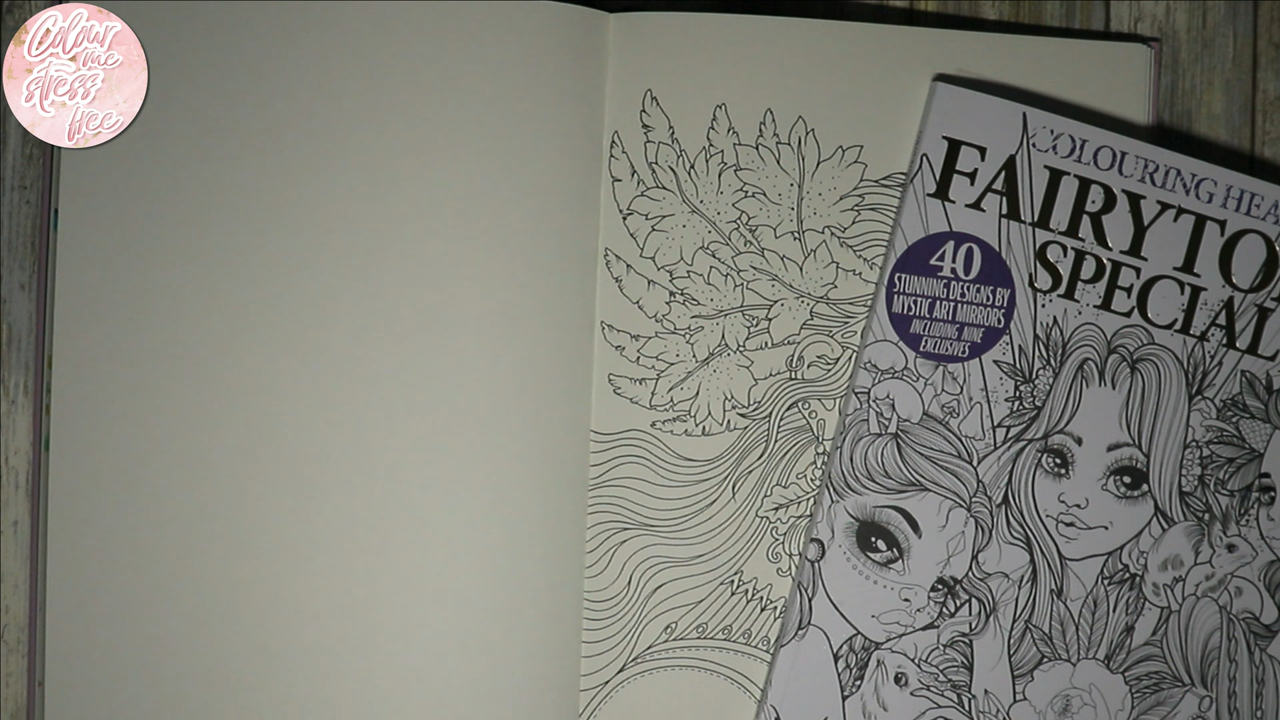 Colour
me
stress
free
COLOURING HEA
FAIRYTO
SPECIAL
40
STUNNING DESIGNS BY
MYSTIC ART MIRRORS
INCLUDING NINE
EXCLUSIVES